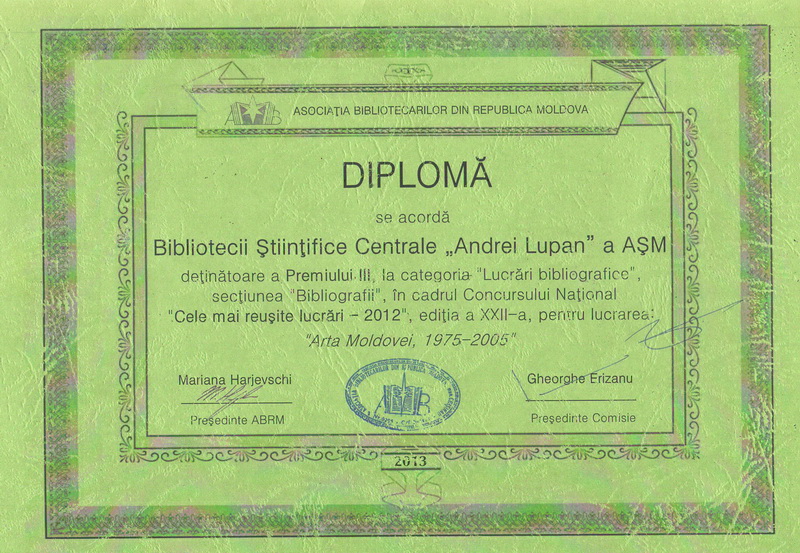 ASOCIAŢIA BIBLIOTECARILOR DIN REPUBLICA MOLDOVA
DIPLOMĂ
se acordă
Bibliotecii Ştiinţifice Centrale „Andrei Lupan” a AŞM
deţinătoare a Premiului III, la categoria "Lucrări bibliografice",
secţiunea "Bibliografii", în cadrul Concursului Naţional
"Cele mai reuşite lucrări - 2012", ediţia a XXII-a, pentru lucrarea:
"Arta Moldovei, 1975-2005"
Mariana Harjevschi
Gheorghe Erizanu
Preşedinte ABRM
Preşedinte Comisie
2013